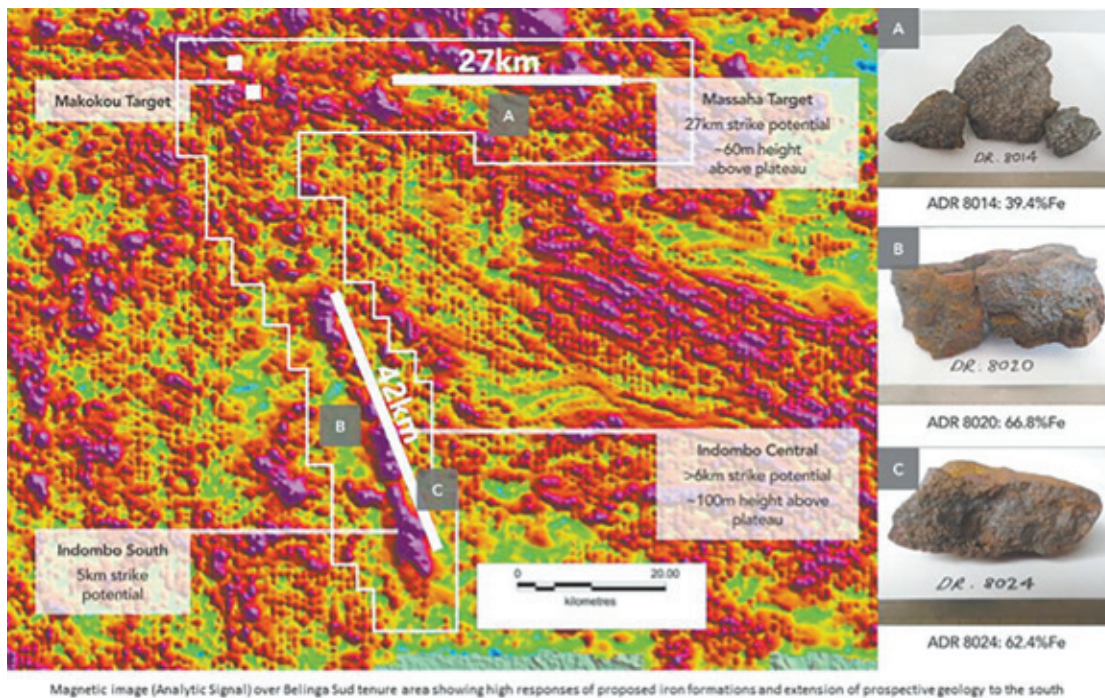 27km
Makokou Target
Massaha Target
27km strike potential
~60m height
above plateau
A
42km
B
C
Indombo Central
>6km strike potential
~100m height above
plateau
Indombo South
5km strike
potential
0 20.00
kilometres
A
DR. 8014
ADR 8014: 39.4%Fe
B
DR. 8020
ADR 8020: 66.8%Fe
C
DR. 8024
ADR 8024: 62.4%Fe
Magnetic image (Analytic Signal) over Belinga Sud tenure area showing high responses of proposed iron formations and extension of prospective geology to the south